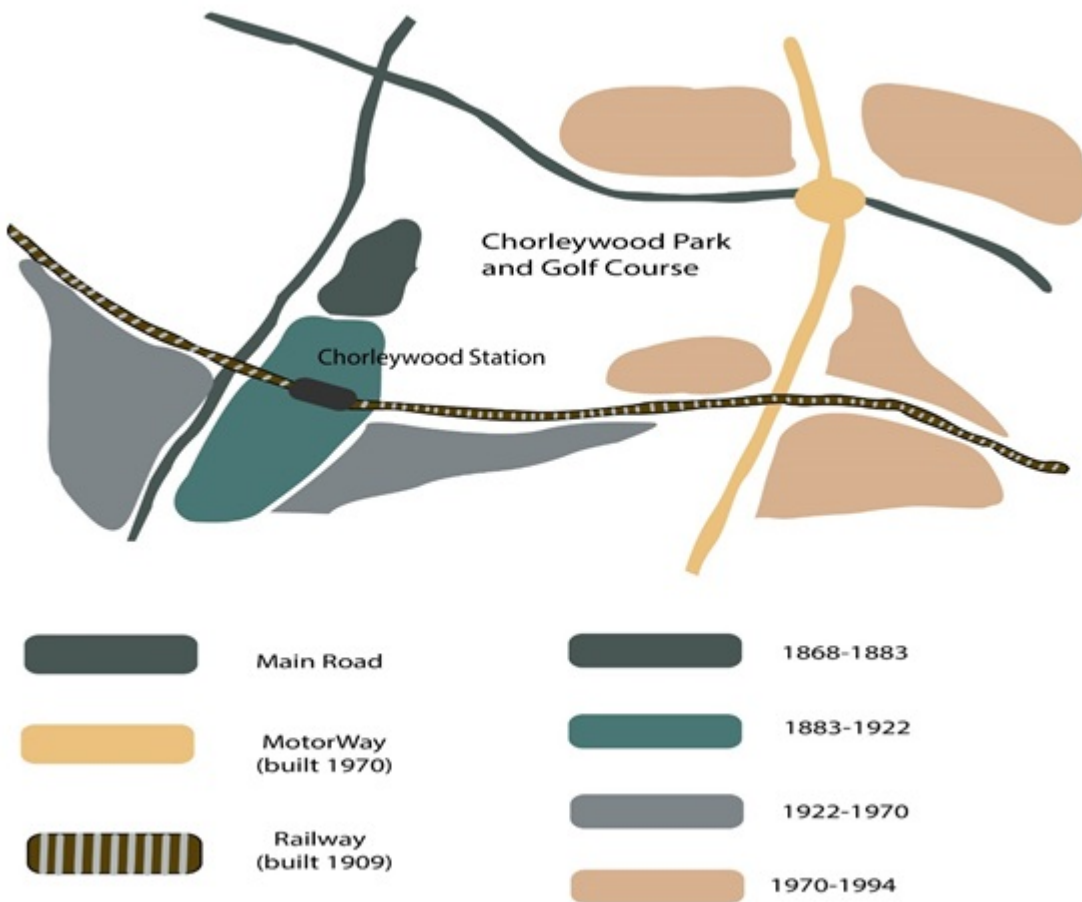 Chorleywood Park
and Golf Course
Chorleywood Station
Main Road
MotorWay
(built 1970)
Railway
(built 1909)
1868-1883
1883-1922
1922-1970
1970-1994